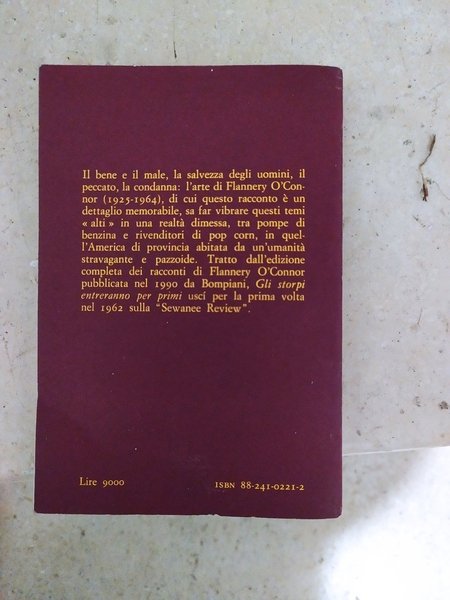 Il bene e il male, la salvezza degli uomini, il
peccato, la condanna: l'arte di Flannery O'Con-
nor (1925-1964), di cui questo racconto è un
dettaglio memorabile, sa far vibrare questi temi
« alti » in una realtà dimessa, tra pompe di
benzina e rivenditori di pop corn, in quel-
l'America di provincia abitata da un'umanità
stravagante e pazzoide. Tratto dall'edizione
completa dei racconti di Flannery O'Connor
pubblicata nel 1990 da Bompiani, Gli storpi
entreranno per primi uscí per la prima volta
nel 1962 sulla "Sewanee Review".
Lire 9000
ISBN 88-241-0221-2